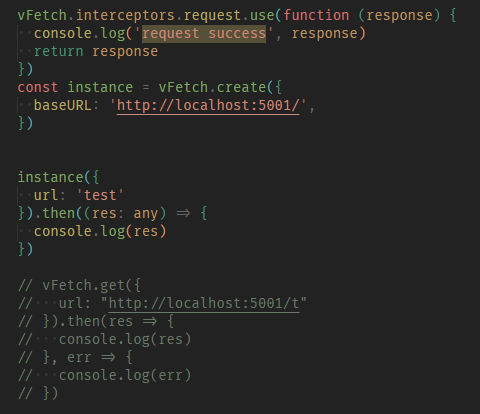 vFetch.interceptors.request.use(function (response) {
  console.log('request success', response)
  return response
})
const instance = vFetch.create({
  baseURL: 'http://localhost:5001/',
})
instance({
  url: 'test'
}).then((res: any) => {
  console.log(res)
})
// vFetch.get({
//   url: "http://localhost:5001/t"
// }).then(res => {
//   console.log(res)
// }, err => {
//   console.log(err)
// })